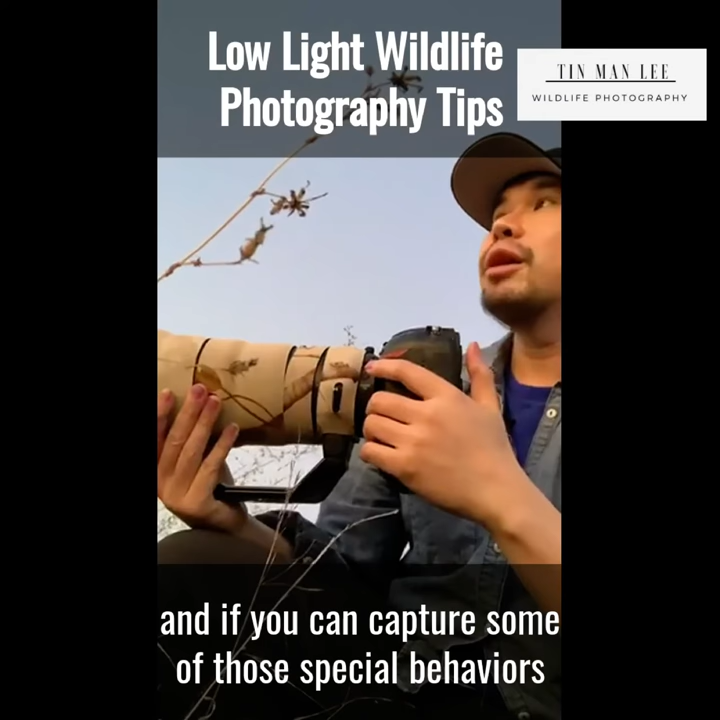 Low Light Wildlife
Photography Tips
TIN MAN LEE
WILDLIFE PHOTOGRAPHY
and if you can capture some
of those special behaviors